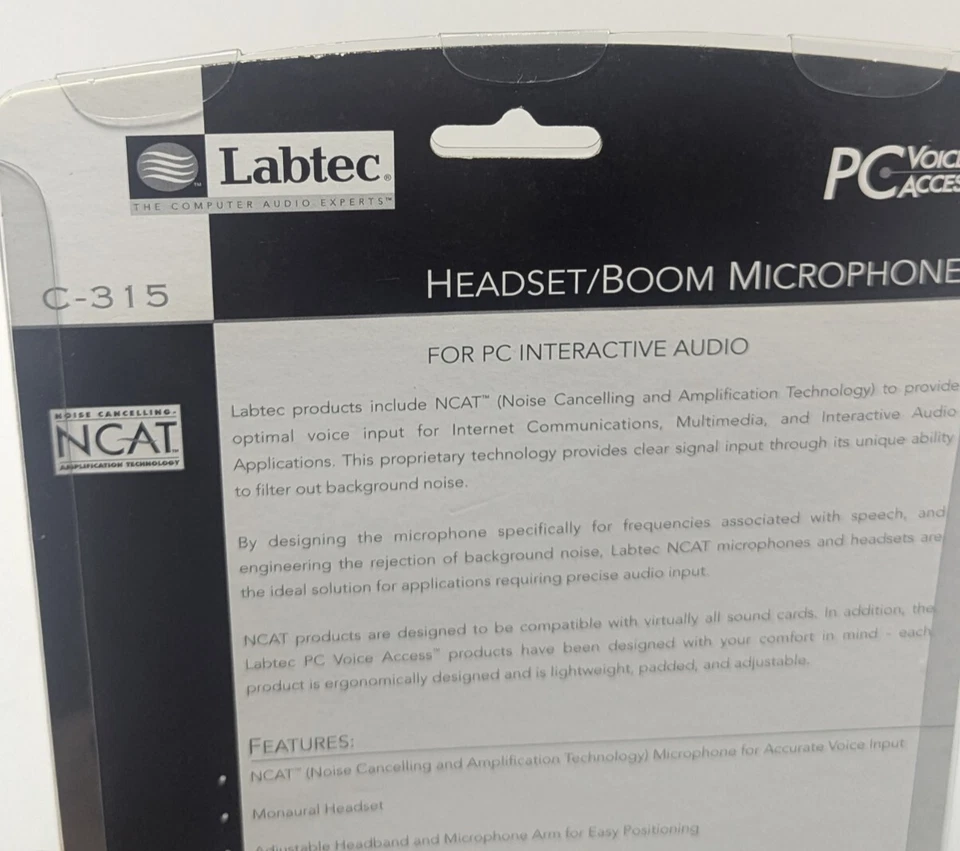 Labtec®
THE COMPUTER AUDIO EXPERTS™
PC VOICE
ACCES
C-315
HEADSET/BOOM MICROPHONE
FOR PC INTERACTIVE AUDIO
NOISE CANCELLING
NCAT™
AMPLIFICATION TECHNOLOGY
Labtec products include NCAT™ (Noise Cancelling and Amplification Technology) to provide
optimal voice input for Internet Communications, Multimedia, and Interactive Audio
Applications. This proprietary technology provides clear signal input through its unique ability
to filter out background noise.
By designing the microphone specifically for frequencies associated with speech, and
engineering the rejection of background noise, Labtec NCAT microphones and headsets are
the ideal solution for applications requiring precise audio input.
NCAT products are designed to be compatible with virtually all sound cards. In addition, the
Labtec PC Voice Access™ products have been designed with your comfort in mind - each
product is ergonomically designed and is lightweight, padded, and adjustable.
FEATURES:
• NCAT™ (Noise Cancelling and Amplification Technology) Microphone for Accurate Voice Input
• Monaural Headset
• Adjustable Headband and Microphone Arm for Easy Positioning